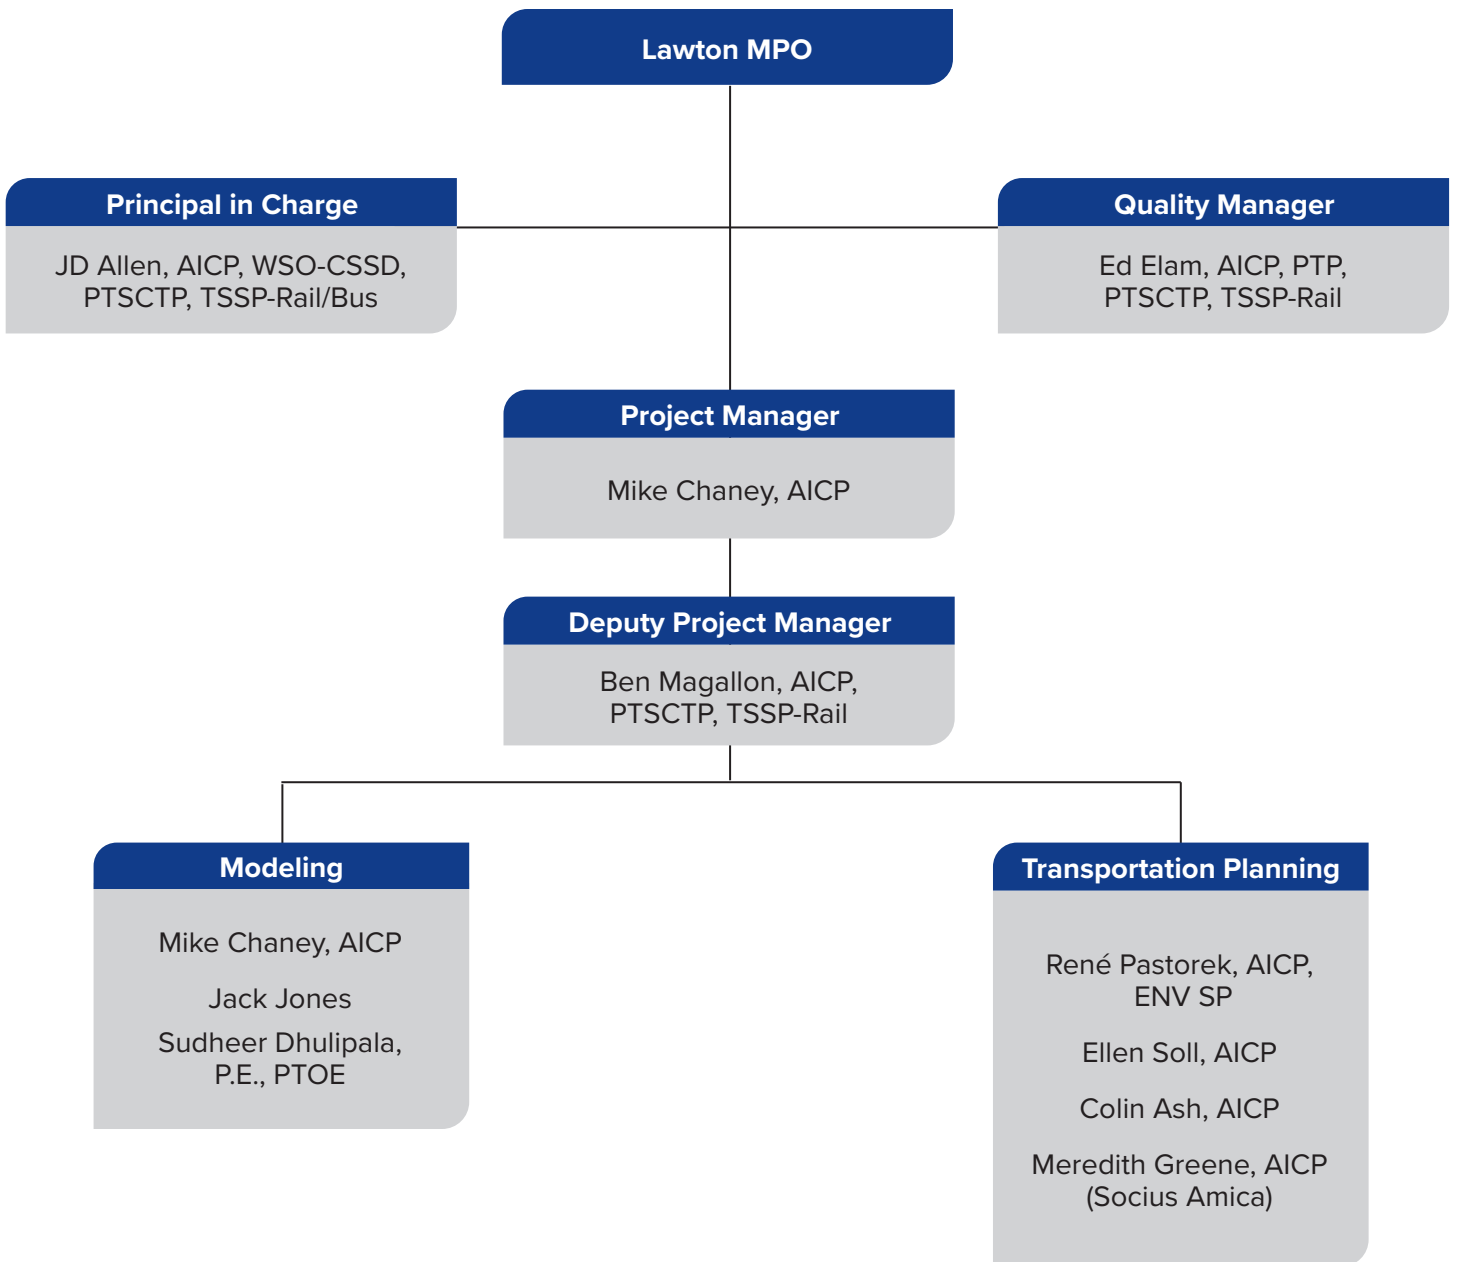 Lawton MPO
Principal in Charge
JD Allen, AICP, WSO-CSSD,
PTSCTP, TSSP-Rail/Bus
Quality Manager
Ed Elam, AICP, PTP,
PTSCTP, TSSP-Rail
Project Manager
Mike Chaney, AICP
Deputy Project Manager
Ben Magallon, AICP,
PTSCTP, TSSP-Rail
Modeling
Mike Chaney, AICP
Jack Jones
Sudheer Dhulipala,
P.E., PTOE
Transportation Planning
René Pastorek, AICP,
ENV SP
Ellen Soll, AICP
Colin Ash, AICP
Meredith Greene, AICP
(Socius Amica)